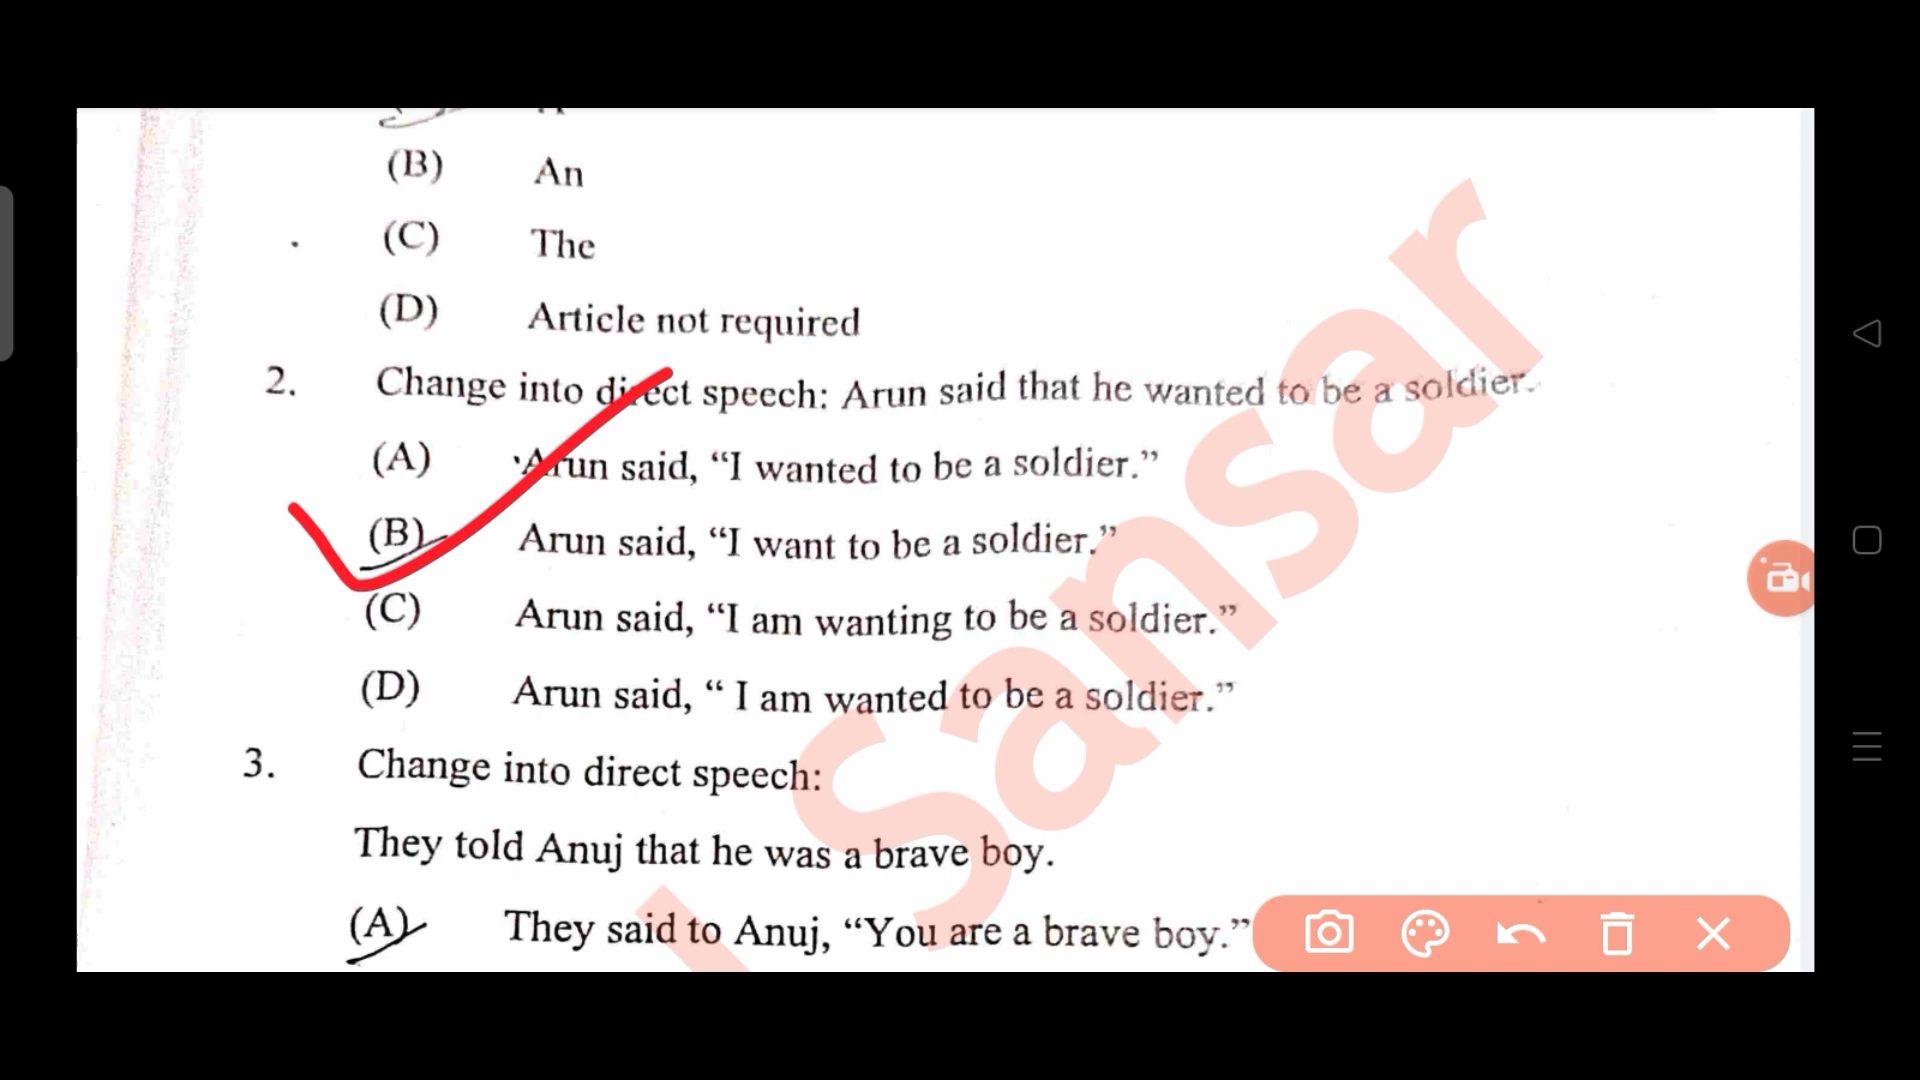 (B) An
(C) The
(D) Article not required
2. Change into direct speech: Arun said that he wanted to be a soldier.
(A) Arun said, “I wanted to be a soldier.”
(B) Arun said, “I want to be a soldier.”
(C) Arun said, “I am wanting to be a soldier.”
(D) Arun said, “ I am wanted to be a soldier.”
3. Change into direct speech:
They told Anuj that he was a brave boy.
(A) They said to Anuj, “You are a brave boy.”
Sansar